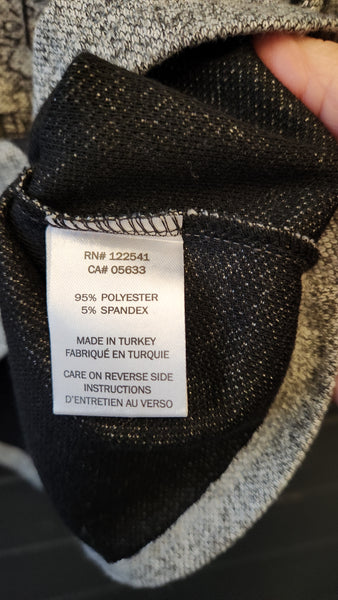 RN# 122541
CA# 05633
95% POLYESTER
5% SPANDEX
MADE IN TURKEY
FABRIQUÉ EN TURQUIE
CARE ON REVERSE SIDE
INSTRUCTIONS
D'ENTRETIEN AU VERSO